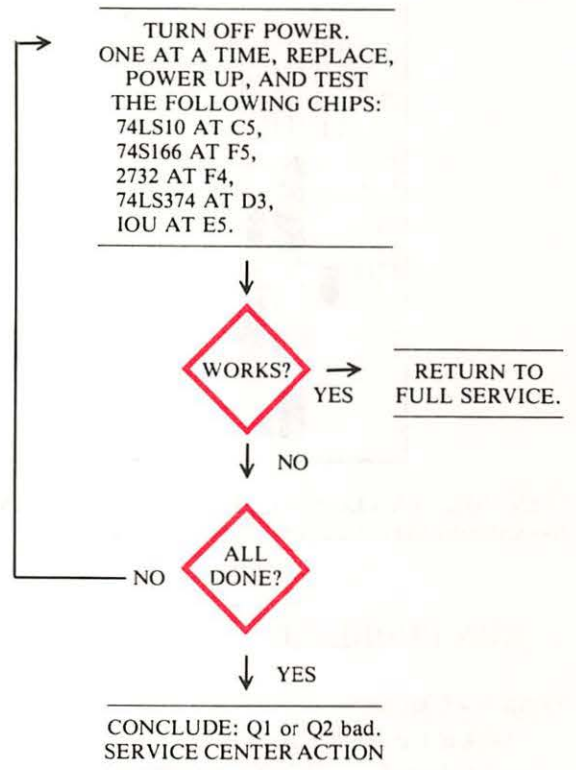 TURN OFF POWER.
ONE AT A TIME, REPLACE,
POWER UP, AND TEST
THE FOLLOWING CHIPS:
74LS10 AT C5,
74S166 AT F5,
2732 AT F4,
74LS374 AT D3,
IOU AT E5.
WORKS?
YES
RETURN TO
FULL SERVICE.
NO
ALL
DONE?
NO
YES
CONCLUDE: Q1 or Q2 bad.
SERVICE CENTER ACTION